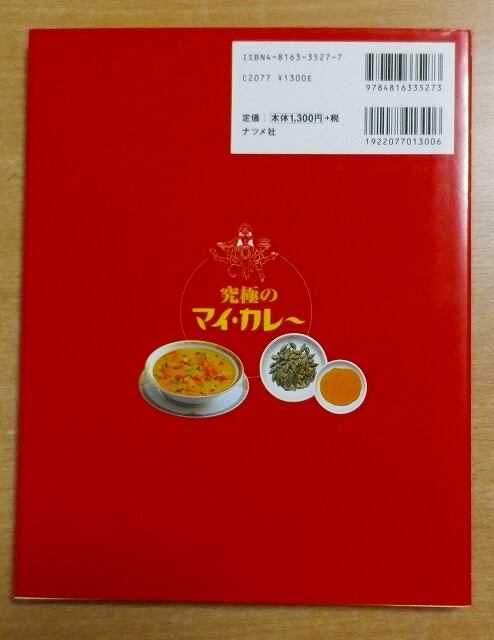 ISBN4-8163-3527-7
C2077 ¥1300E
9784816335273
定価：本体1,300円+税
ナツメ社
1922077013006
究極の
マイ・カレ〜